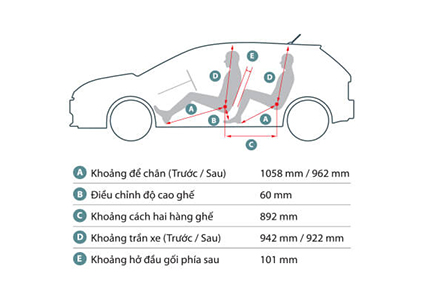 E
D
D
A
B
A
C
A Khoảng để chân (Trước / Sau) 1058 mm / 962 mm
B Điều chỉnh độ cao ghế 60 mm
C Khoảng cách hai hàng ghế 892 mm
D Khoảng trần xe (Trước / Sau) 942 mm / 922 mm
E Khoảng hở đầu gối phía sau 101 mm